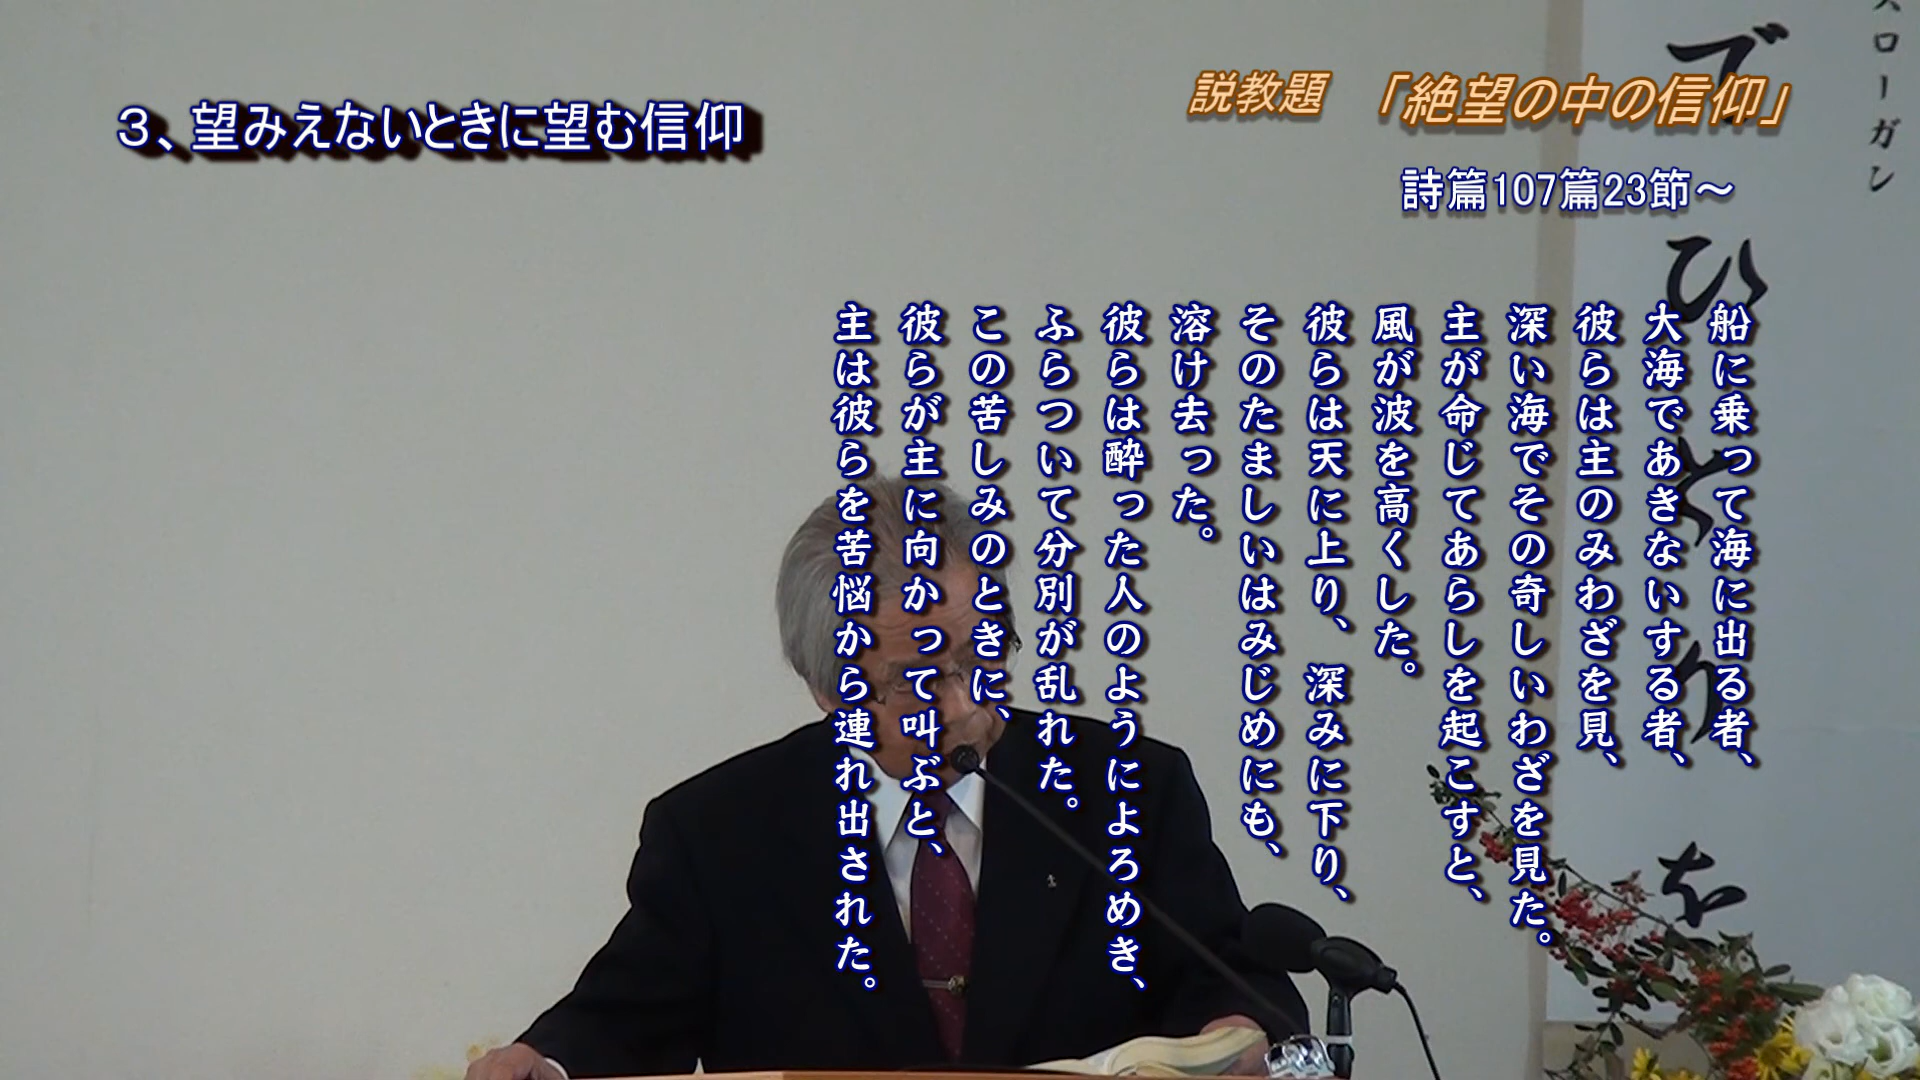 ３、望みえないときに望む信仰
説教題 「絶望の中の信仰」
詩篇107篇23節～
船に乗って海に出る者、
大海であきないする者、
彼らは主のみわざを見、
深い海でその奇しいわざを見た。
主が命じてあらしを起こすと、
風が波を高くした。
彼らは天に上り、深みに下り、
そのたましいはみじめにも、
溶け去った。
彼らは酔った人のようによろめき、
ふらついて分別が乱れた。
この苦しみのときに、
彼らが主に向かって叫ぶと、
主は彼らを苦悩から連れ出された。
スローガン
でひとりを